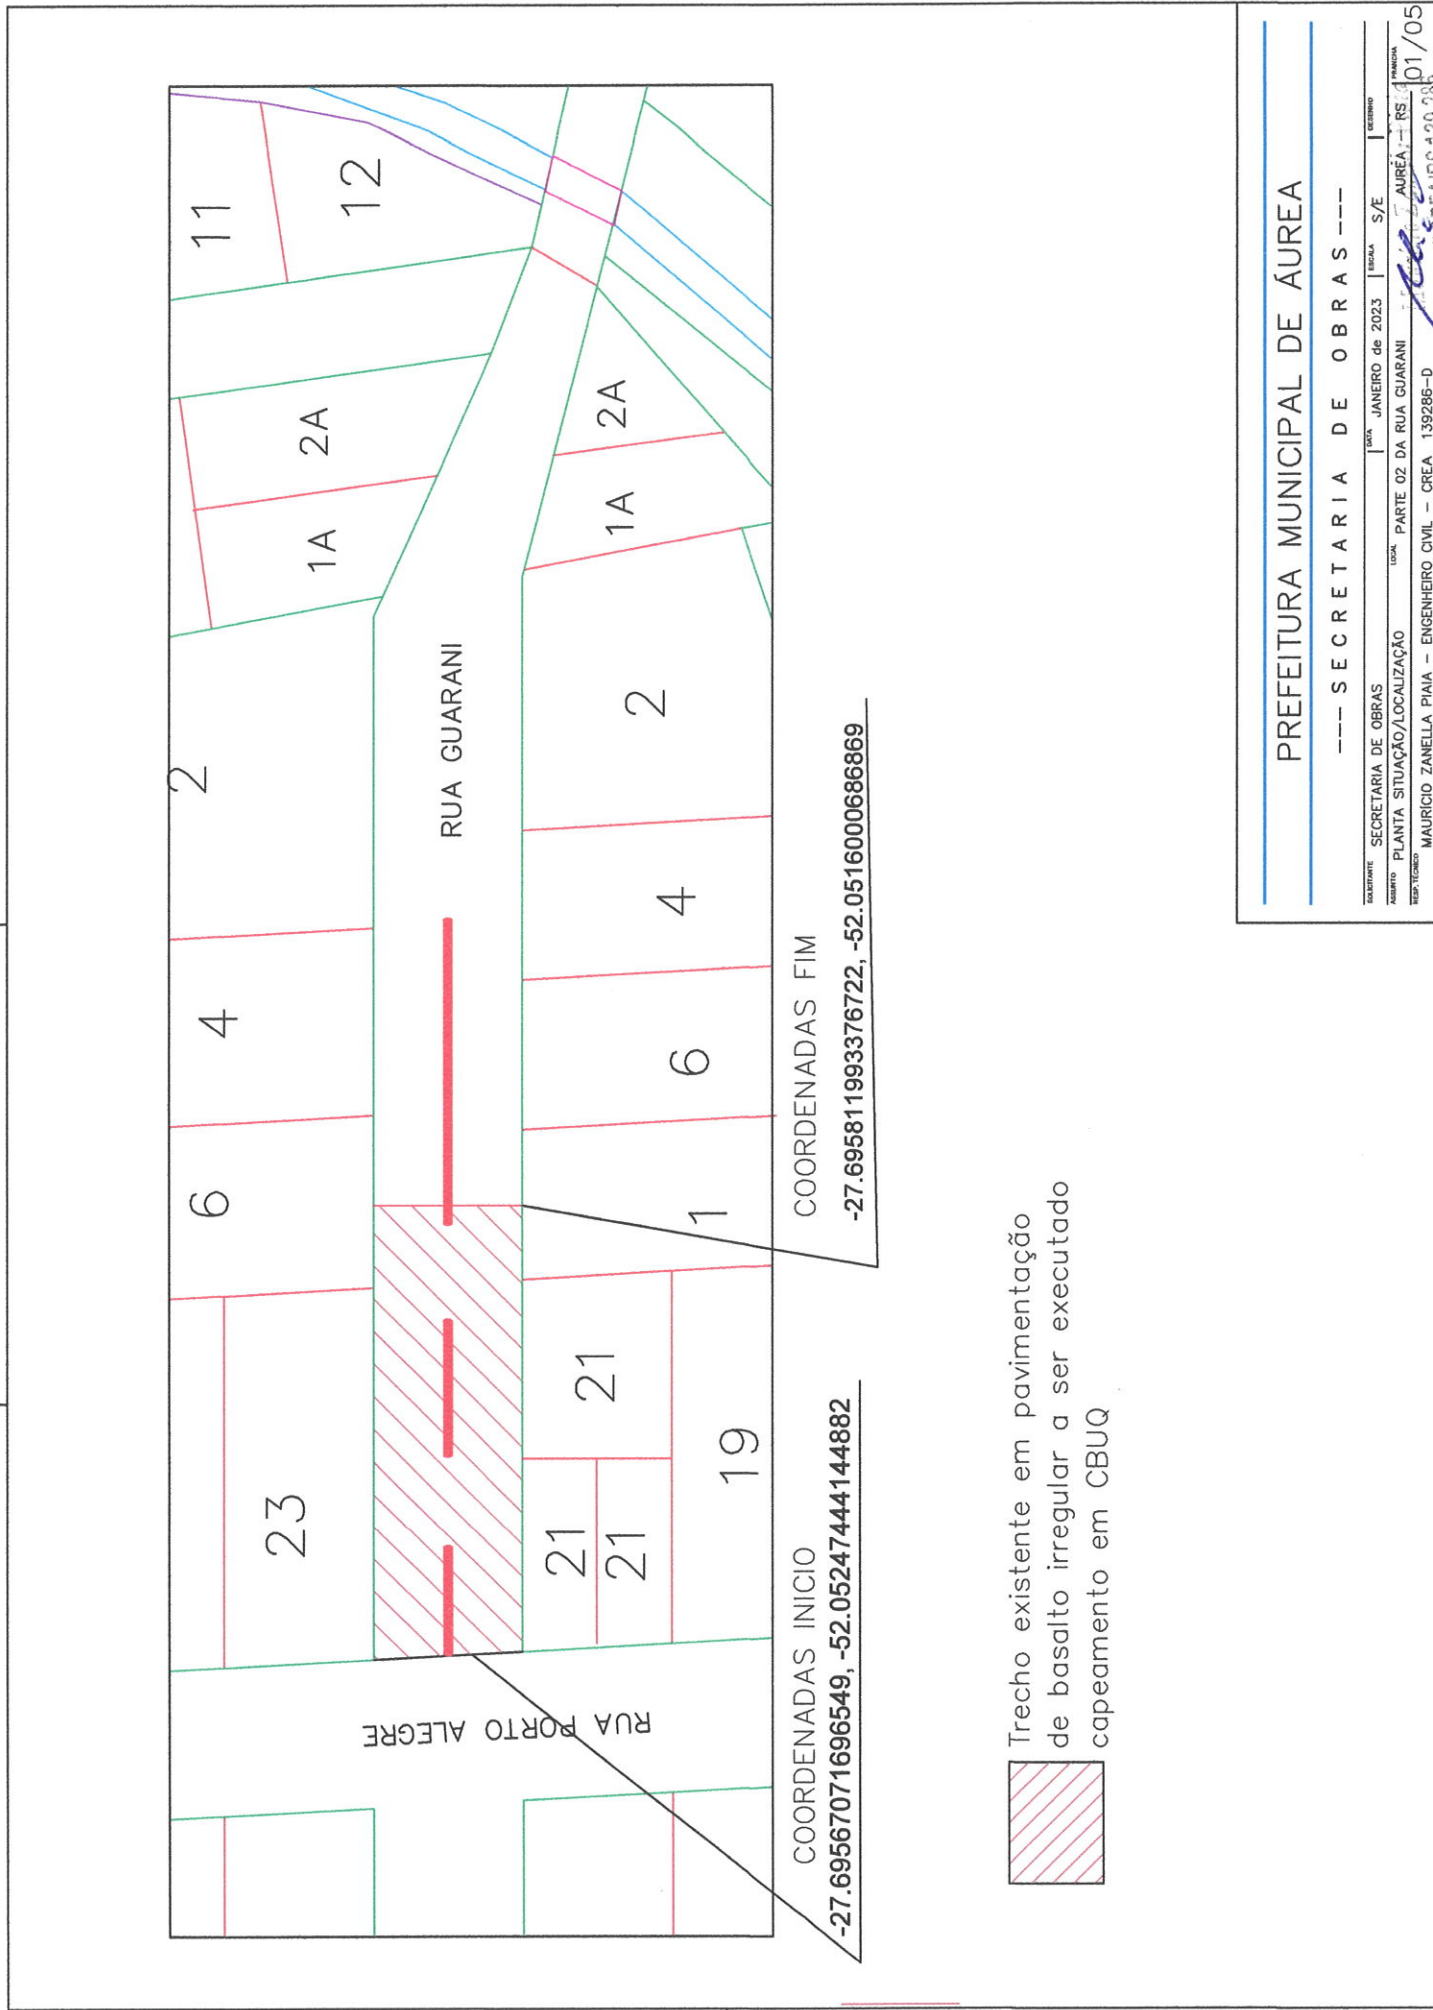 11
12
2A
1A
2
4
6
23
2A
1A
2
4
6
1
21
21
21
19
RUA GUARANI
RUA PORTO ALEGRE
COORDENADAS INICIO
-27.69567071696549, -52.05247444144882
COORDENADAS FIM
-27.695811993376722, -52.051600068686​9
Trecho existente em pavimentação
de basalto irregular a ser executado
capeamento em CBUQ
PREFEITURA MUNICIPAL DE ÁUREA
--- SECRETARIA DE OBRAS ---
SOLICITANTE SECRETARIA DE OBRAS DATA JANEIRO de 2023 ESCALA S/E DESENHO
ASSUNTO PLANTA SITUAÇÃO/LOCALIZAÇÃO LOCAL PARTE 02 DA RUA GUARANI AUREA - RS PRANCHA
RESP. TÉCNICO MAURÍCIO ZANELLA PIAIA - ENGENHEIRO CIVIL - CREA 139286-D 01/05